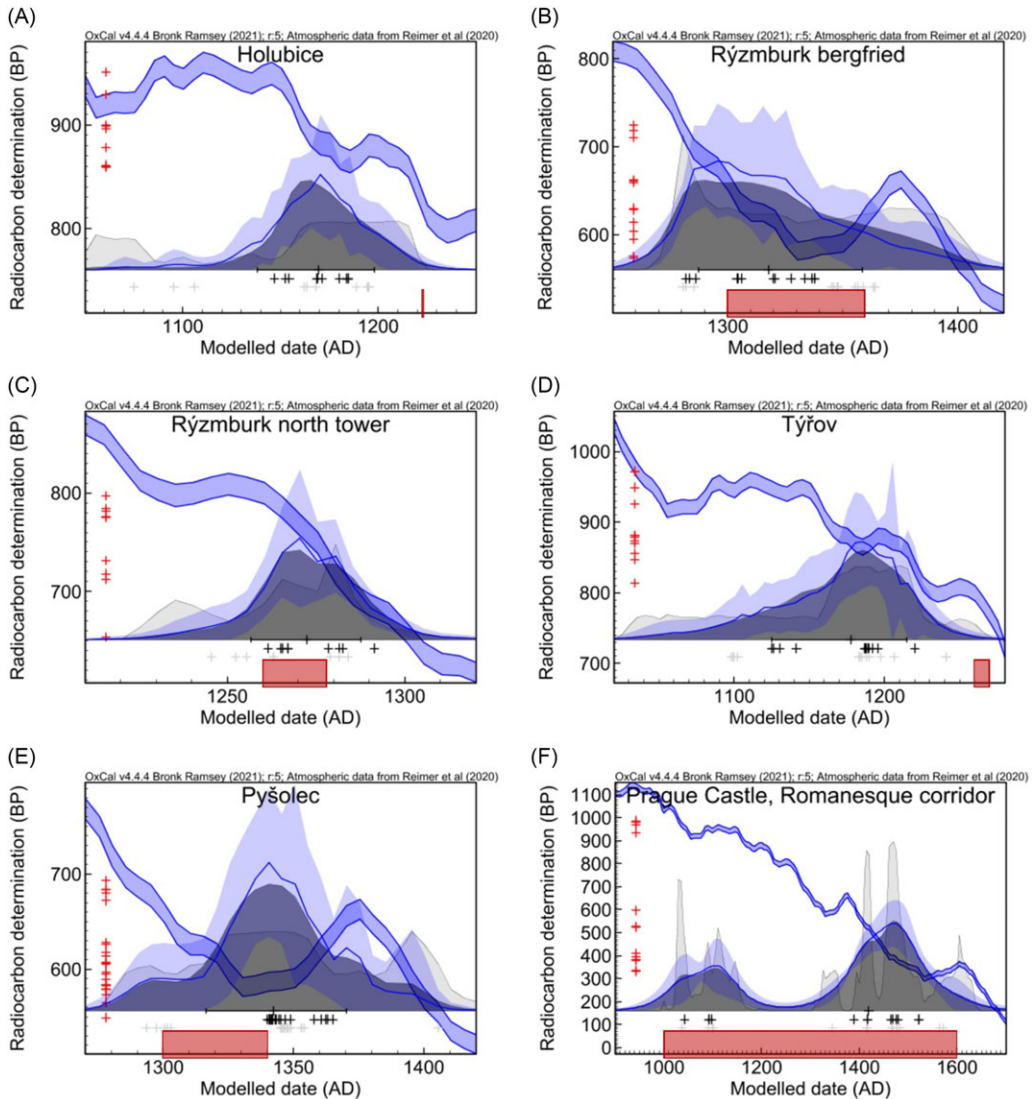 (A)
OxCal v4.4.4 Bronk Ramsey (2021); r:5; Atmospheric data from Reimer et al (2020)
Holubice
Radiocarbon determination (BP)
900
800
1100
1200
Modelled date (AD)
(B)
OxCal v4.4.4 Bronk Ramsey (2021); r:5; Atmospheric data from Reimer et al (2020)
Rýzmburk bergfried
Radiocarbon determination (BP)
800
700
600
1300
1400
Modelled date (AD)
(C)
OxCal v4.4.4 Bronk Ramsey (2021); r:5; Atmospheric data from Reimer et al (2020)
Rýzmburk north tower
Radiocarbon determination (BP)
800
700
1250
1300
Modelled date (AD)
(D)
OxCal v4.4.4 Bronk Ramsey (2021); r:5; Atmospheric data from Reimer et al (2020)
Týřov
Radiocarbon determination (BP)
1000
900
800
700
1100
1200
Modelled date (AD)
(E)
OxCal v4.4.4 Bronk Ramsey (2021); r:5; Atmospheric data from Reimer et al (2020)
Pyšolec
Radiocarbon determination (BP)
700
600
1300
1350
1400
Modelled date (AD)
(F)
OxCal v4.4.4 Bronk Ramsey (2021); r:5; Atmospheric data from Reimer et al (2020)
Prague Castle, Romanesque corridor
Radiocarbon determination (BP)
1100
1000
900
800
700
600
500
400
300
200
100
0
1000
1200
1400
1600
Modelled date (AD)